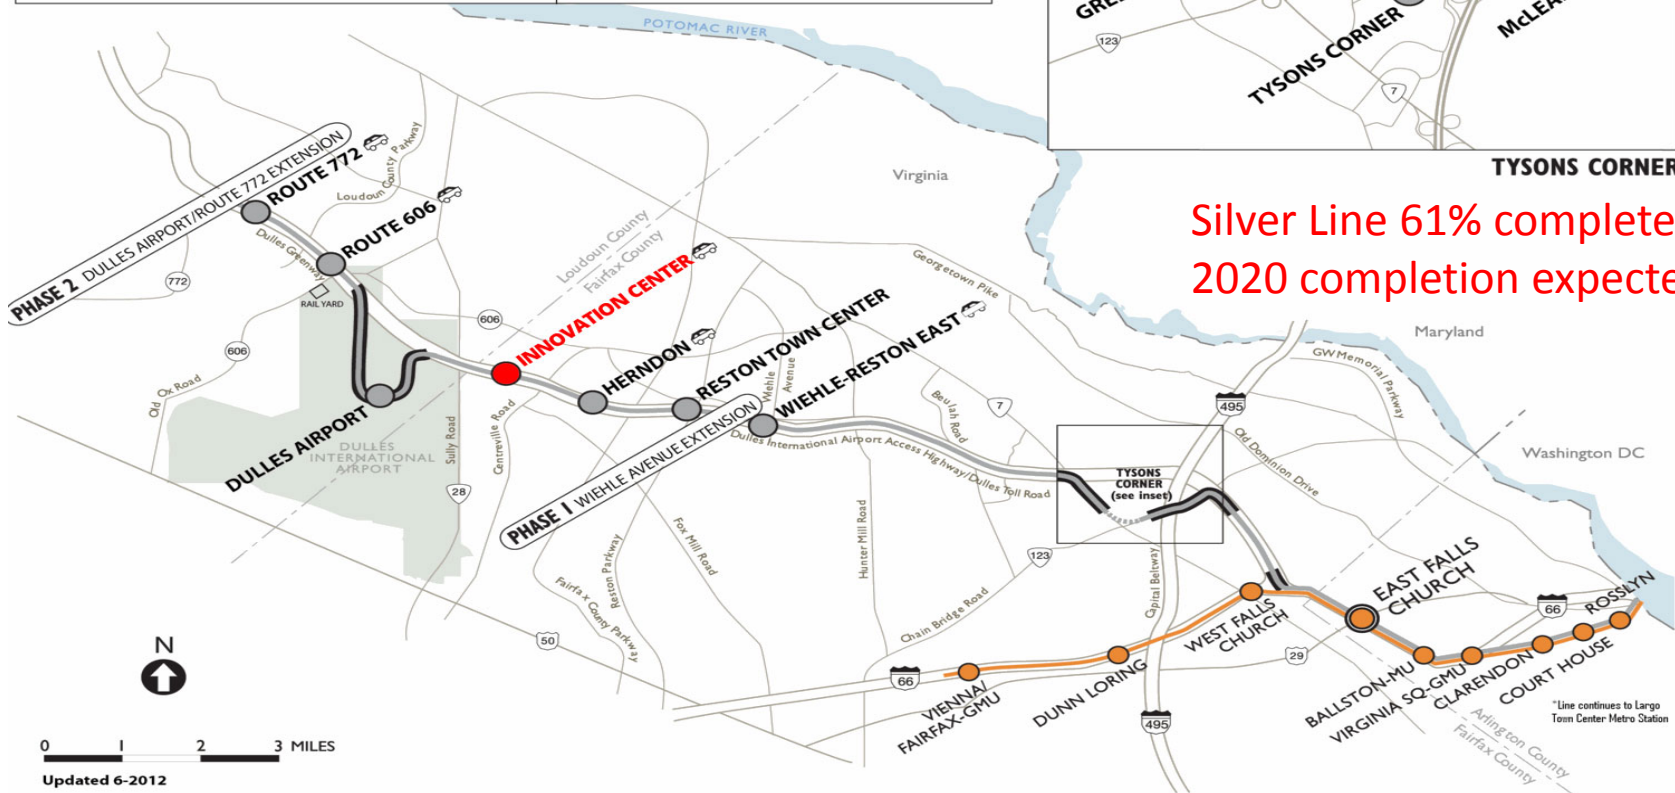 POTOMAC RIVER
123
TYSONS CORNER
7
TYSONS CORNER
Virginia
Silver Line 61% complete
2020 completion
PHASE 2 DULLES AIRPORT/ROUTE 772 EXTENSION
ROUTE 772
Loudoun County Parkway
ROUTE 606
Dulles Greenway
772
RAIL YARD
606
606
Old Ox Road
Loudoun County
Fairfax County
INNOVATION CENTER
HERNDON
RESTON TOWN CENTER
Wiehle Avenue
WIEHLE-RESTON EAST
Georgetown Pike
Maryland
GW Memorial Parkway
Washington DC
DULLES AIRPORT
DULLES
INTERNATIONAL
AIRPORT
Sully Road
28
Centreville Road
PHASE 1 WIEHLE AVENUE EXTENSION
Dulles International Airport Access Highway/Dulles Toll Road
Beulah Road
7
495
Old Dominion Drive
TYSONS
CORNER
(see inset)
Fox Mill Road
Reston Parkway
Fairfax County Parkway
Hunter Mill Road
123
Chain Bridge Road
Capital Beltway
50
66
VIENNA/
FAIRFAX-GMU
DUNN LORING
WEST FALLS
CHURCH
495
29
EAST FALLS
CHURCH
66
BALLSTON-MU
VIRGINIA SQ-GMU
CLARENDON
COURT HOUSE
ROSSLYN
Arlington County
Fairfax County
*Line continues to Largo
Town Center Metro Station
N
0 1 2 3 MILES
Updated 6-2012